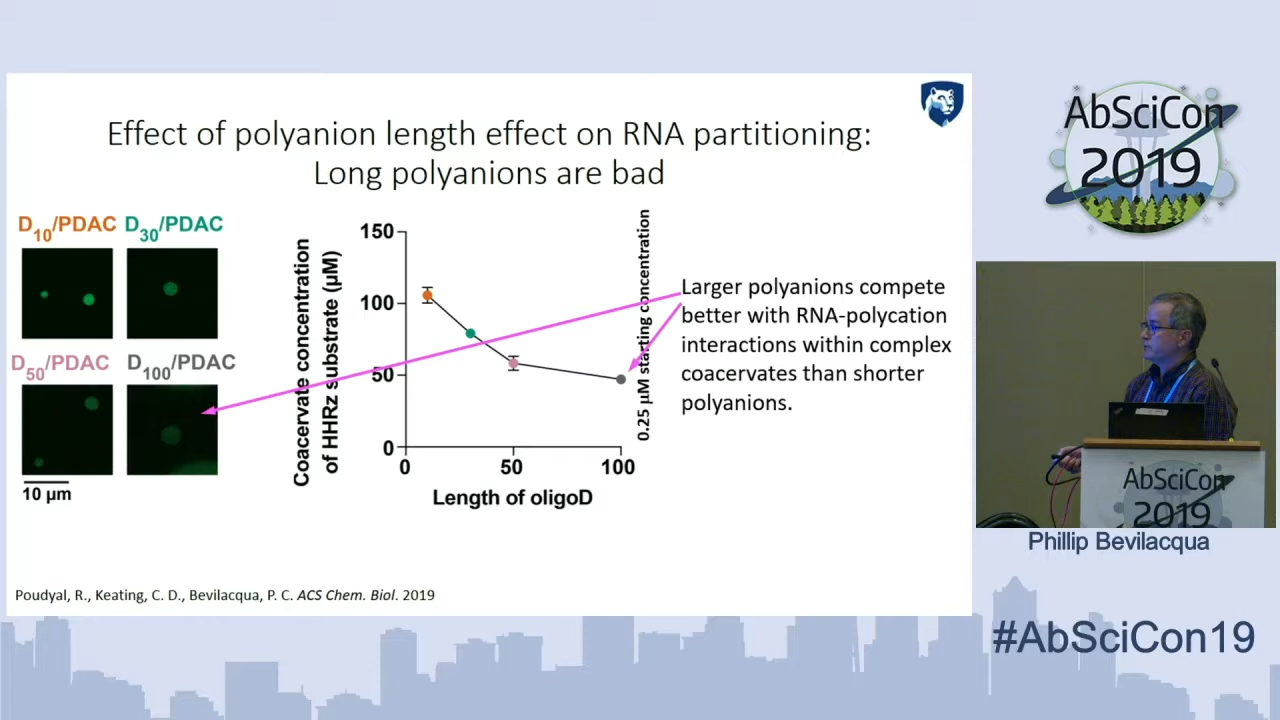 Effect of polyanion length effect on RNA partitioning:
Long polyanions are bad
D10/PDAC D30/PDAC
D50/PDAC D100/PDAC
10 µm
Coacervate concentration
of HHRz substrate (µM)
150
100
50
0
0 50 100
Length of oligoD
0.25 µM starting concentration
Larger polyanions compete
better with RNA-polycation
interactions within complex
coacervates than shorter
polyanions.
Poudyal, R., Keating, C. D., Bevilacqua, P. C. ACS Chem. Biol. 2019
AbSciCon
2019
AbSciCon
2019
Phillip Bevilacqua
#AbSciCon19